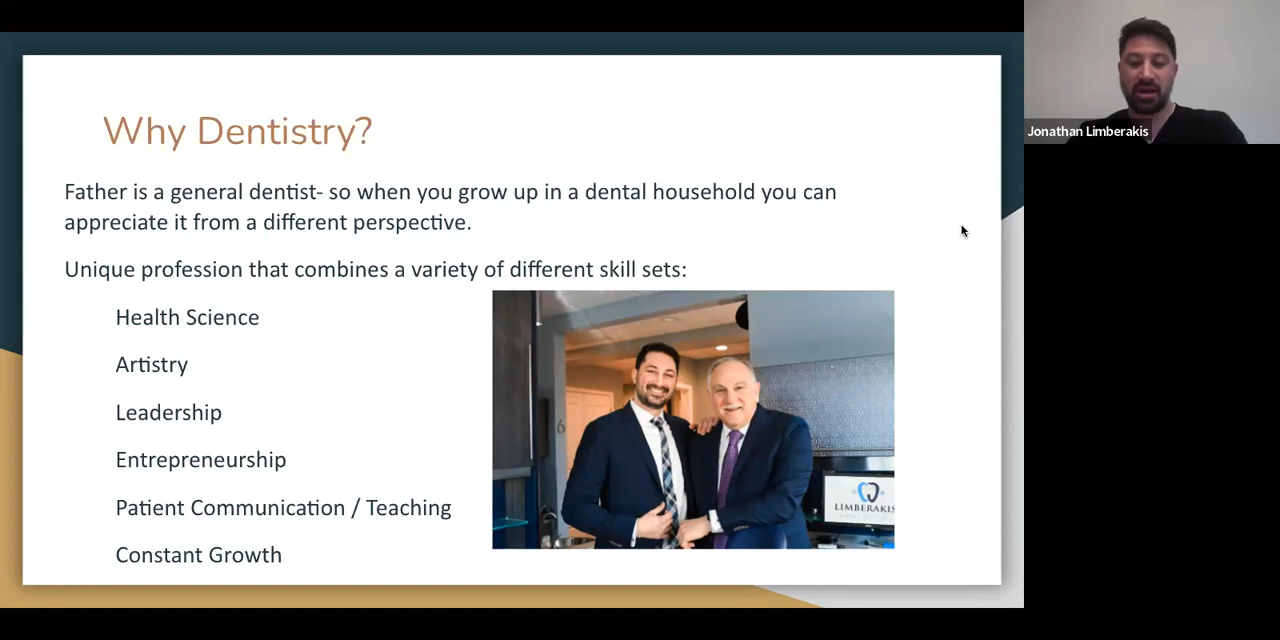 Why Dentistry?
Father is a general dentist- so when you grow up in a dental household you can
appreciate it from a different perspective.
Unique profession that combines a variety of different skill sets:
Health Science
Artistry
Leadership
Entrepreneurship
Patient Communication / Teaching
Constant Growth
6
LIMBERAKIS
Jonathan Limberakis